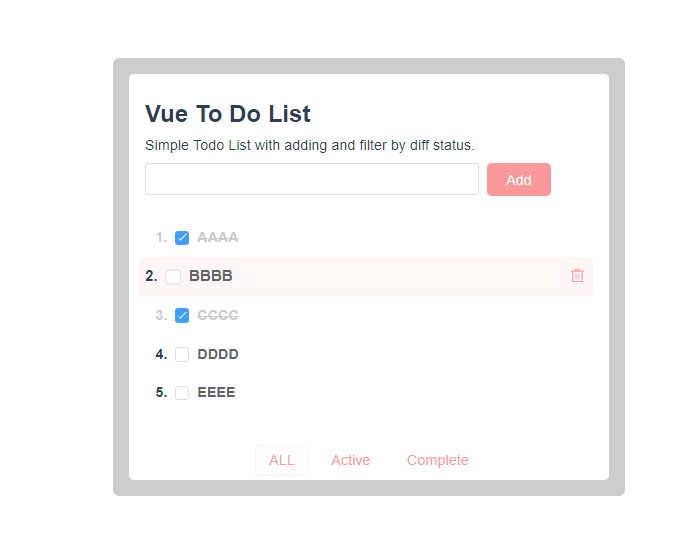 Vue To Do List
Simple Todo List with adding and filter by diff status.
Add
1. AAAA
2. BBBB
3. CCCC
4. DDDD
5. EEEE
ALL Active Complete